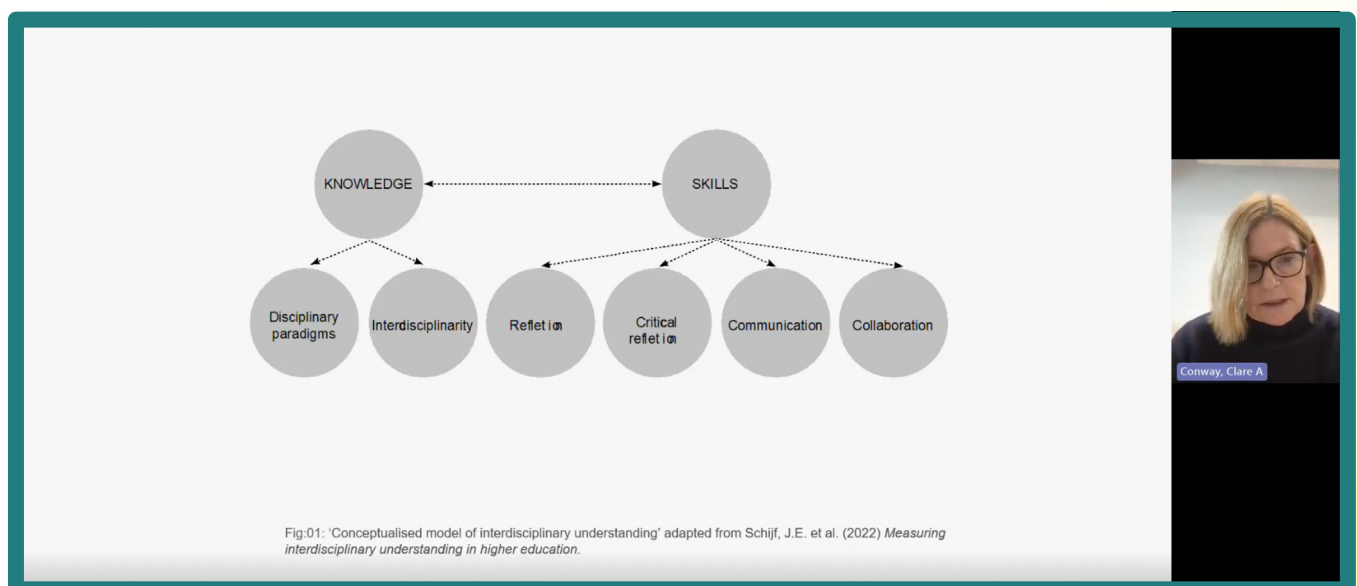 KNOWLEDGE
SKILLS
Disciplinary
paradigms
Interdisciplinarity
Refletion
Critical
refletion
Communication
Collaboration
Conway, Clare A
Fig:01: 'Conceptualised model of interdisciplinary understanding' adapted from Schijf, J.E. et al. (2022) Measuring
interdisciplinary understanding in higher education.